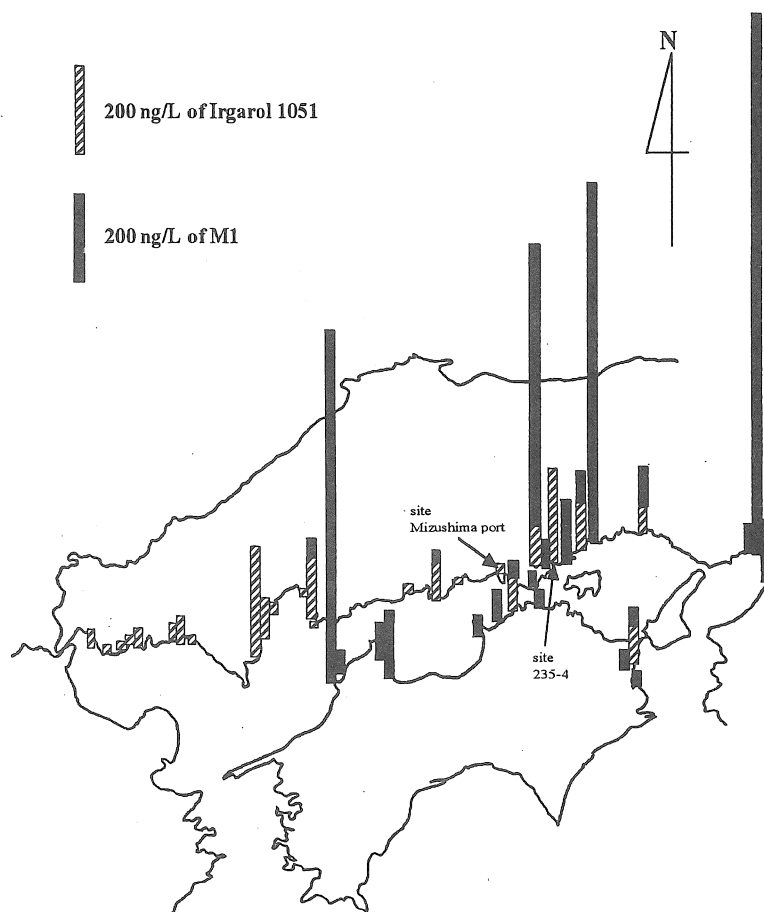 N
200 ng/L of Irgarol 1051
200 ng/L of M1
site
Mizushima port
site
235-4